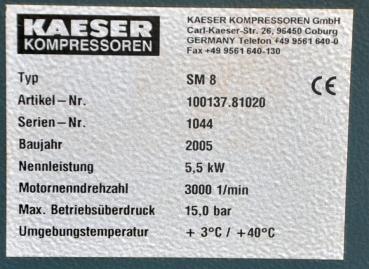 KAESER
KOMPRESSOREN
KAESER KOMPRESSOREN GmbH
Carl-Kaeser-Str. 26, 96450 Coburg
GERMANY Telefon +49 9561 640-0
Fax +49 9561 640-130
Typ SM 8
CE
Artikel–Nr. 100137.81020
Serien–Nr. 1044
Baujahr 2005
Nennleistung 5,5 kW
Motornenndrehzahl 3000 1/min
Max. Betriebsüberdruck 15,0 bar
Umgebungstemperatur + 3°C / +40°C